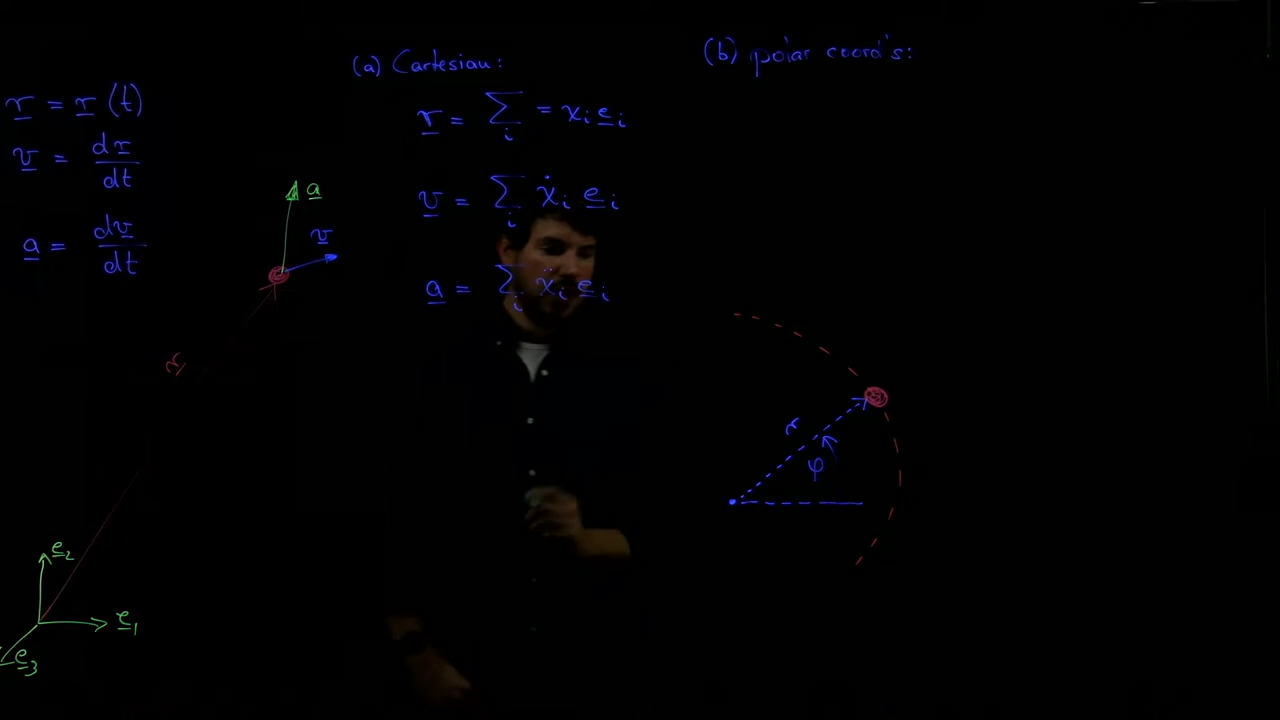 r = r (t)
v = dr/dt
a = dv/dt
a
v
r
e2
e1
e3
(a) Cartesian:
r = ∑i = xi ei
v = ∑i ẋi ei
a = ∑i ẍi ei
(b) polar coord's:
r
φ